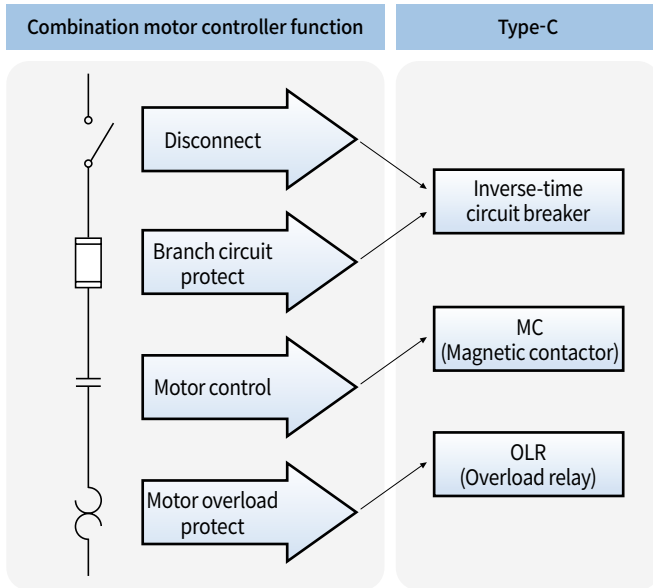 Combination motor controller function
Type-C
Disconnect
Inverse-time
circuit breaker
Branch circuit
protect
MC
(Magnetic contactor)
Motor control
OLR
(Overload relay)
Motor overload
protect